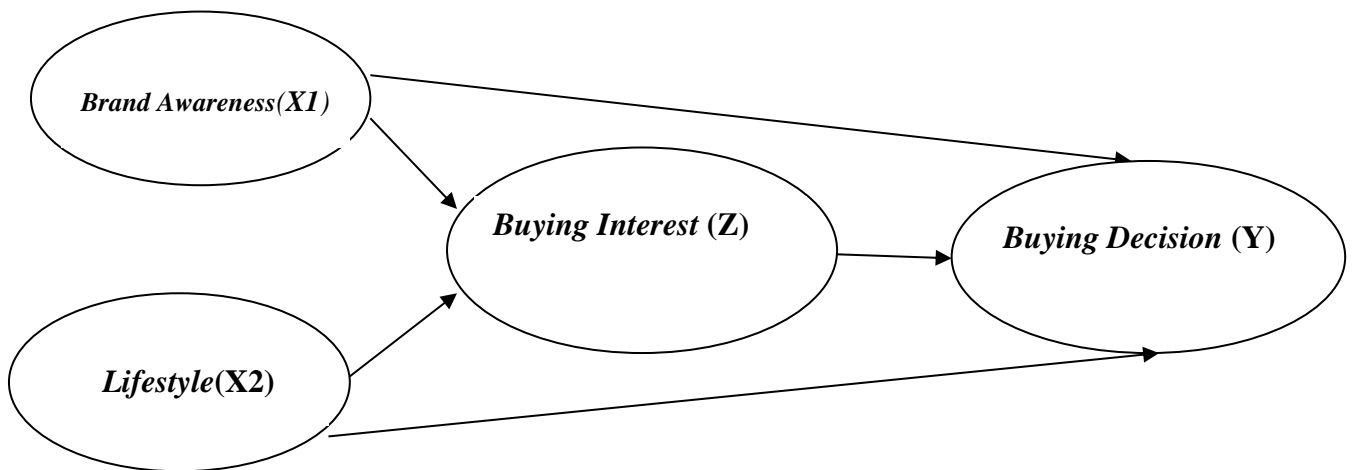 Brand Awareness(X1)
Buying Interest (Z)
Buying Decision (Y)
Lifestyle(X2)